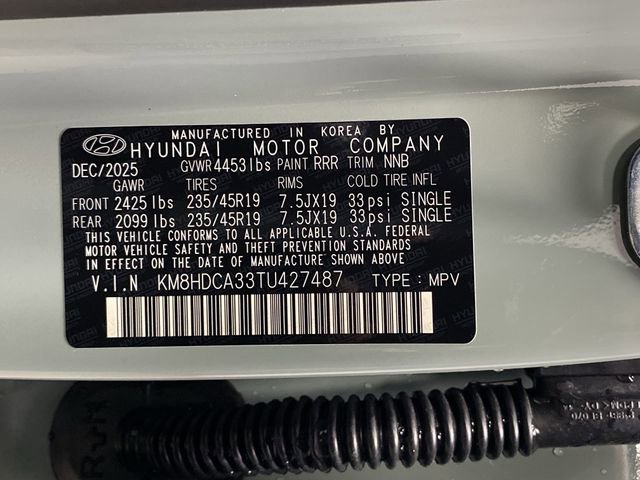 MANUFACTURED IN KOREA BY
HYUNDAI MOTOR COMPANY
DEC/2025 GVWR 4453 lbs PAINT RRR TRIM NNB
GAWR TIRES RIMS COLD TIRE INFL
FRONT 2425 lbs 235/45R19 7.5JX19 33psi SINGLE
REAR 2099 lbs 235/45R19 7.5JX19 33psi SINGLE
THIS VEHICLE CONFORMS TO ALL APPLICABLE U.S.A. FEDERAL
MOTOR VEHICLE SAFETY AND THEFT PREVENTION STANDARDS
IN EFFECT ON THE DATE OF MANUFACTURE SHOWN ABOVE.
V.I.N KM8HDCA33TU427487 TYPE : MPV